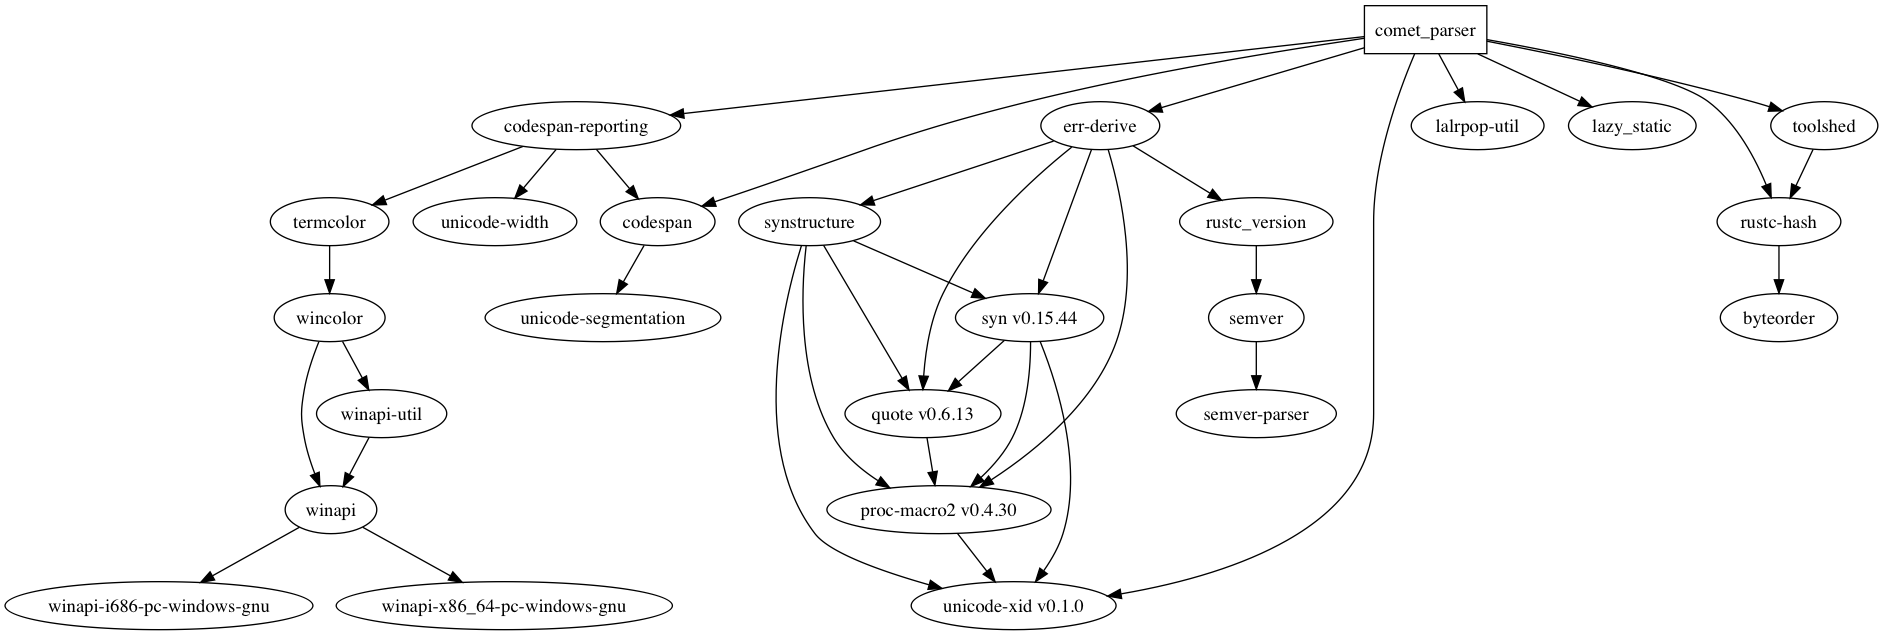 comet_parser
codespan-reporting
err-derive
lalrpop-util
lazy_static
toolshed
termcolor
unicode-width
codespan
synstructure
rustc_version
rustc-hash
wincolor
unicode-segmentation
syn v0.15.44
semver
byteorder
winapi-util
quote v0.6.13
semver-parser
winapi
proc-macro2 v0.4.30
winapi-i686-pc-windows-gnu
winapi-x86_64-pc-windows-gnu
unicode-xid v0.1.0